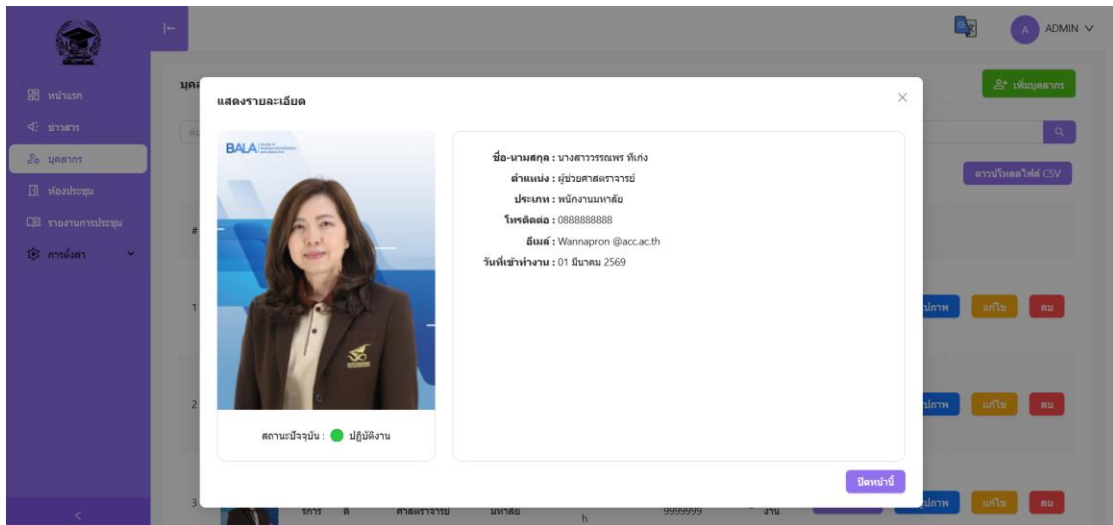 ADMIN
A
หน้าแรก
ข่าวสาร
บุคลากร
ห้องประชุม
รายงานการประชุม
การตั้งค่า
เพิ่มบุคลากร
ดาวน์โหลดไฟล์ CSV
แสดงรายละเอียด
BALA
ชื่อ-นามสกุล : นางสาววรรณพร ทีเก่ง
ตำแหน่ง : ผู้ช่วยศาสตราจารย์
ประเภท : พนักงานมหาลัย
โทรติดต่อ : 0888888888
อีเมล์ : Wannapron @acc.ac.th
วันที่เข้าทำงาน : 01 มีนาคม 2569
สถานะปัจจุบัน : ปฏิบัติงาน
ปิดหน้านี้
#
1 แก้ไข ลบ
2 แก้ไข ลบ
3 9999999 แก้ไข ลบ